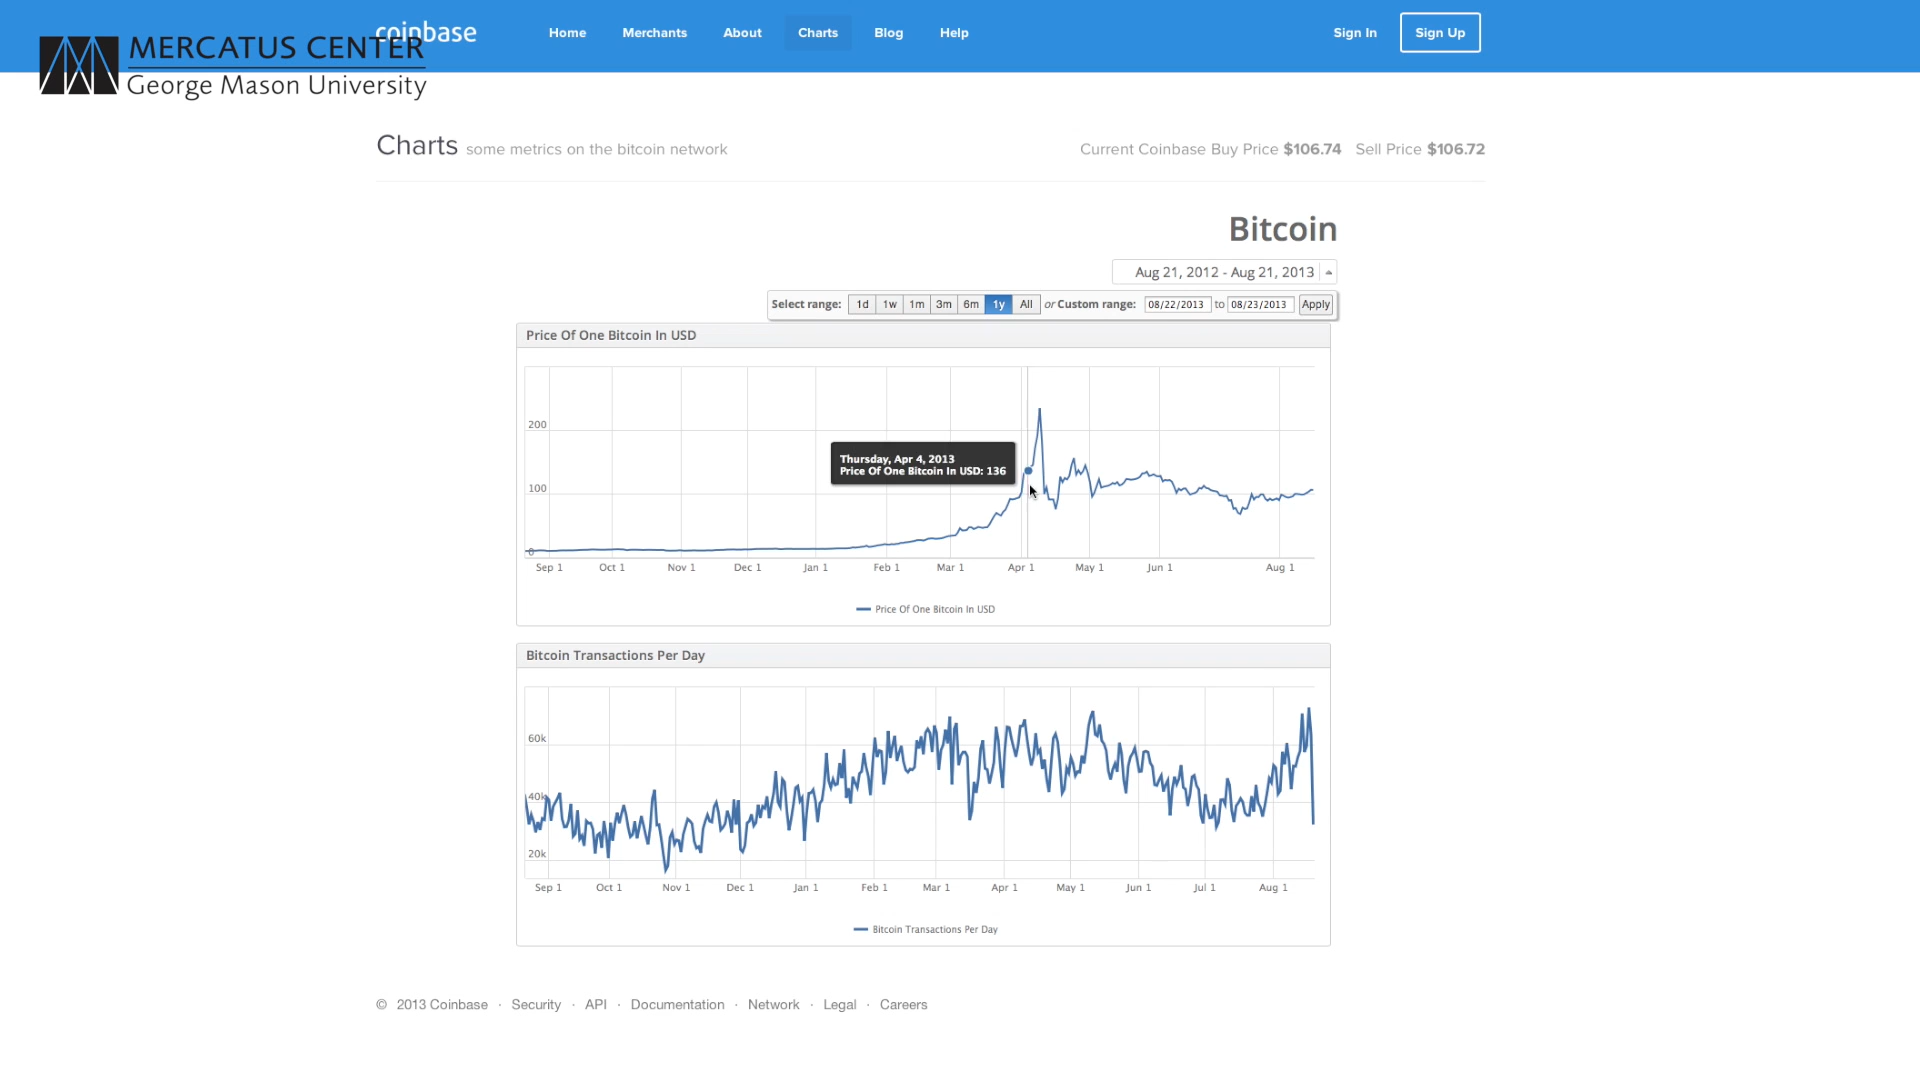 coinbase Home Merchants About Charts Blog Help Sign In Sign Up
MERCATUS CENTER
George Mason University
Charts some metrics on the bitcoin network Current Coinbase Buy Price $106.74 Sell Price $106.72
Bitcoin
Aug 21, 2012 - Aug 21, 2013
Select range: 1d 1w 1m 3m 6m 1y All or Custom range: 08/22/2013 to 08/23/2013 Apply
Price Of One Bitcoin In USD
200
Thursday, Apr 4, 2013
Price Of One Bitcoin In USD: 136
100
0
Sep 1 Oct 1 Nov 1 Dec 1 Jan 1 Feb 1 Mar 1 Apr 1 May 1 Jun 1 Aug 1
Price Of One Bitcoin In USD
Bitcoin Transactions Per Day
60k
40k
20k
Sep 1 Oct 1 Nov 1 Dec 1 Jan 1 Feb 1 Mar 1 Apr 1 May 1 Jun 1 Jul 1 Aug 1
Bitcoin Transactions Per Day
© 2013 Coinbase · Security · API · Documentation · Network · Legal · Careers